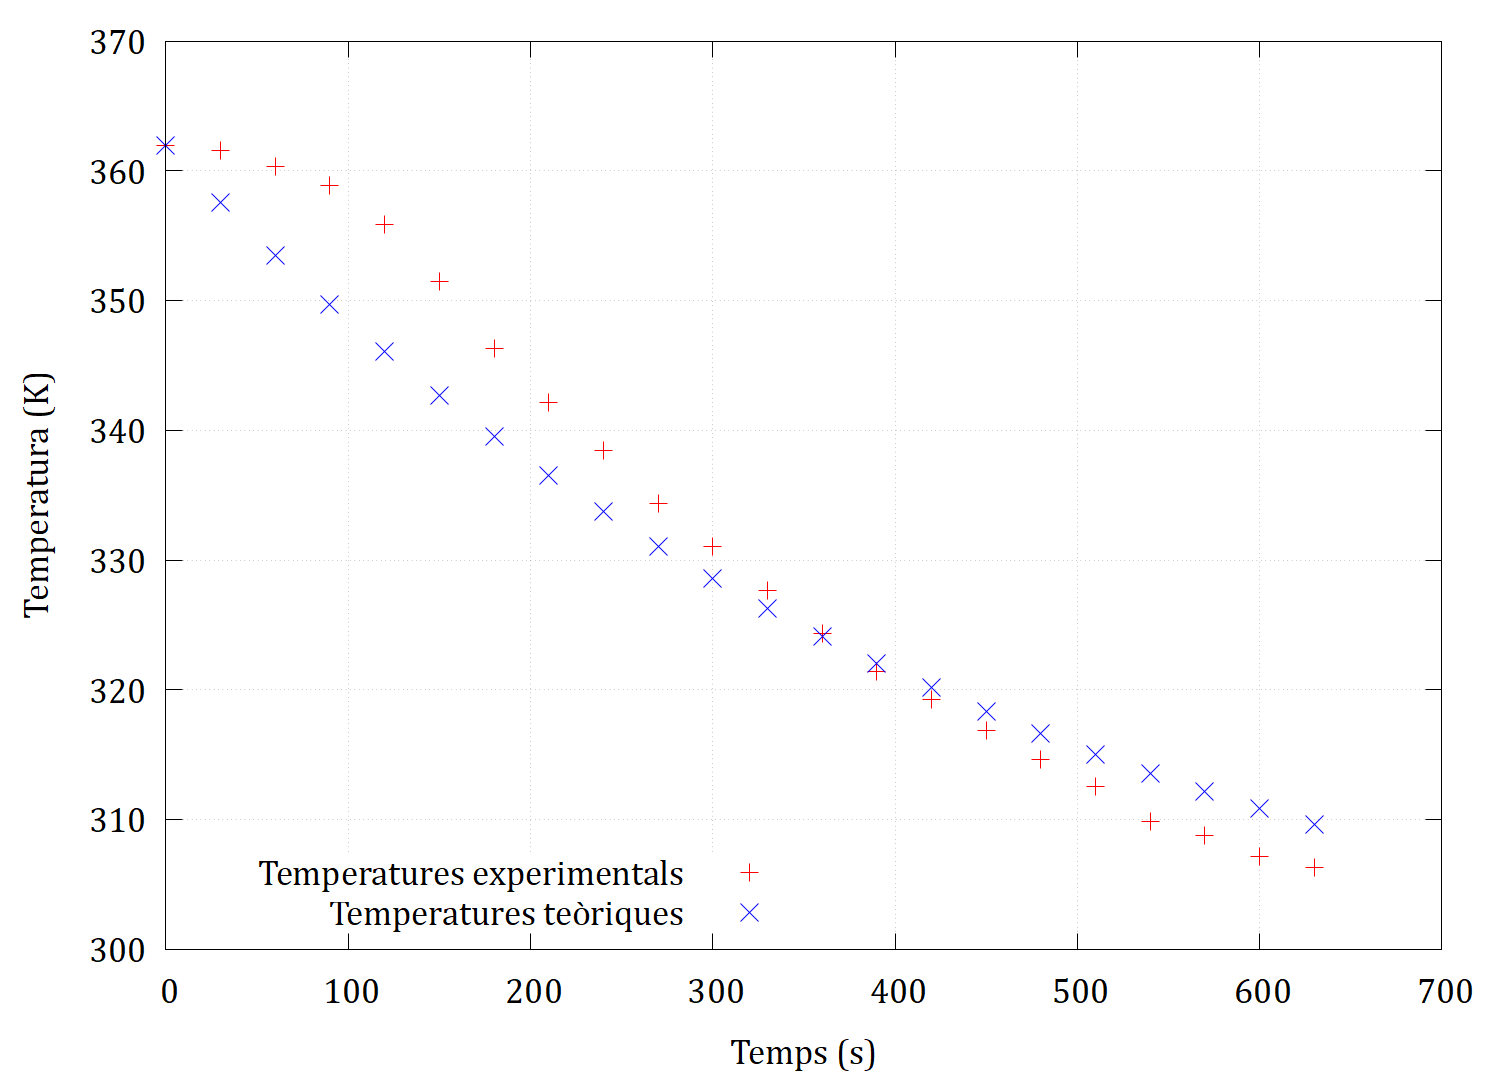 370
360
350
340
330
320
310
300
Temperatura (K)
Temperatures experimentals
Temperatures teòriques
0 100 200 300 400 500 600 700
Temps (s)